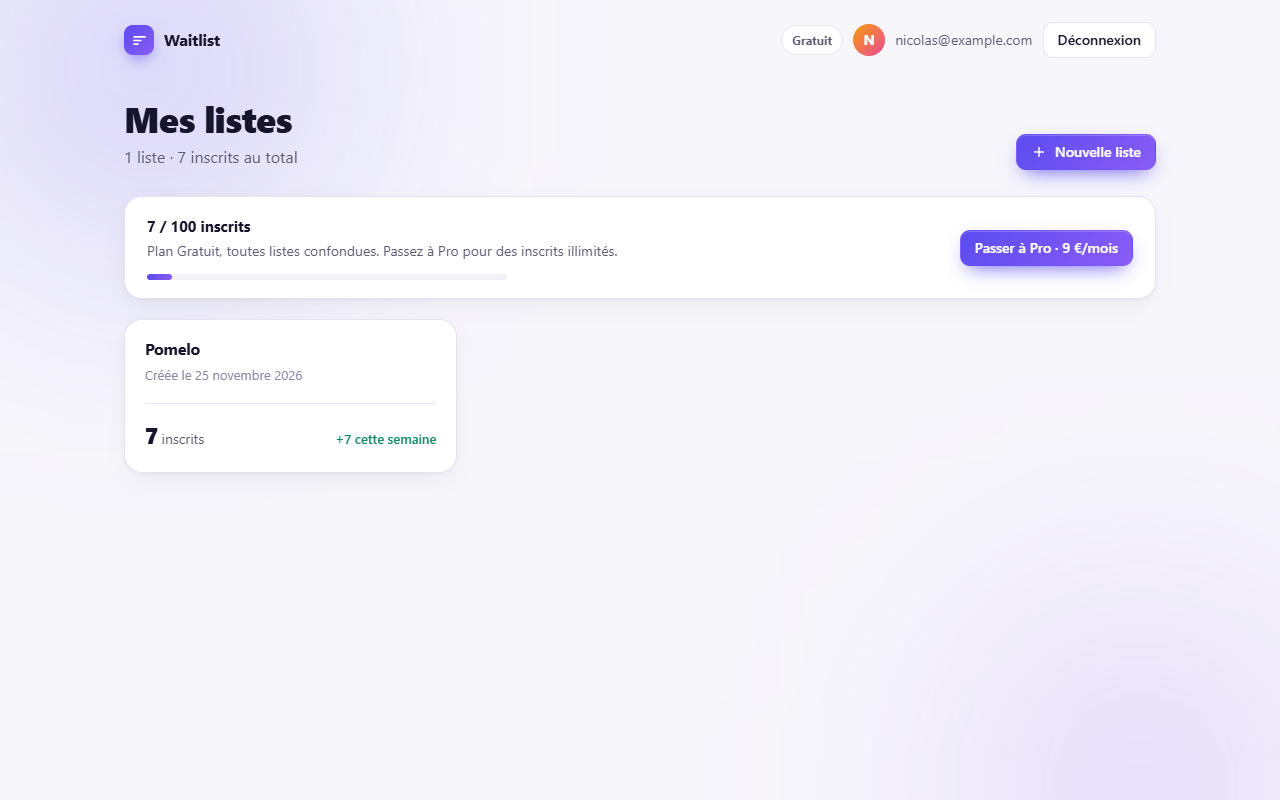 Waitlist
Gratuit
N
nicolas@example.com
Déconnexion
Mes listes
1 liste · 7 inscrits au total
+ Nouvelle liste
7 / 100 inscrits
Plan Gratuit, toutes listes confondues. Passez à Pro pour des inscrits illimités.
Passer à Pro · 9 €/mois
Pomelo
Créée le 25 novembre 2026
7 inscrits
+7 cette semaine